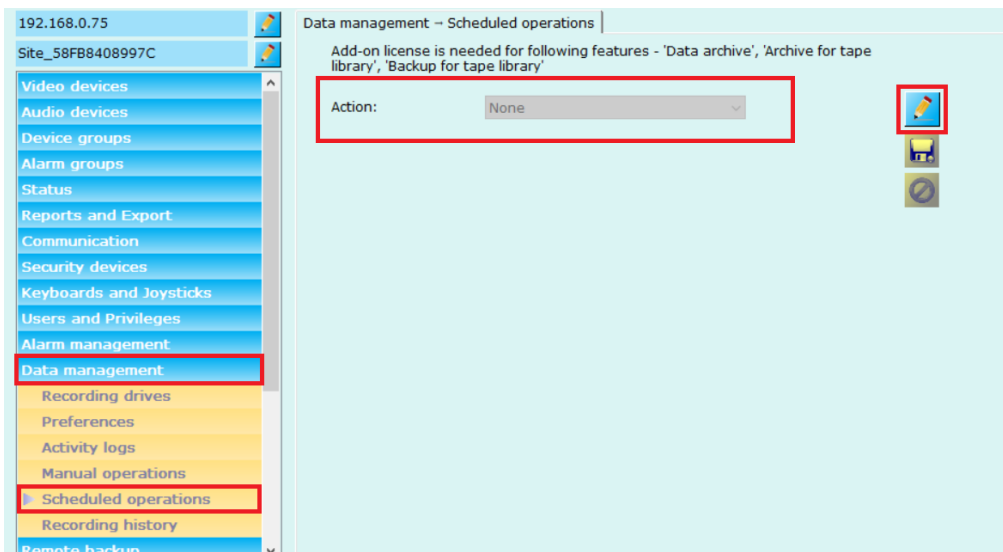 192.168.0.75
Site_58FB8408997C
Video devices
Audio devices
Device groups
Alarm groups
Status
Reports and Export
Communication
Security devices
Keyboards and Joysticks
Users and Privileges
Alarm management
Data management
Recording drives
Preferences
Activity logs
Manual operations
Scheduled operations
Recording history
Remote backup
Data management → Scheduled operations
Add-on license is needed for following features - 'Data archive', 'Archive for tape
library', 'Backup for tape library'
Action: None